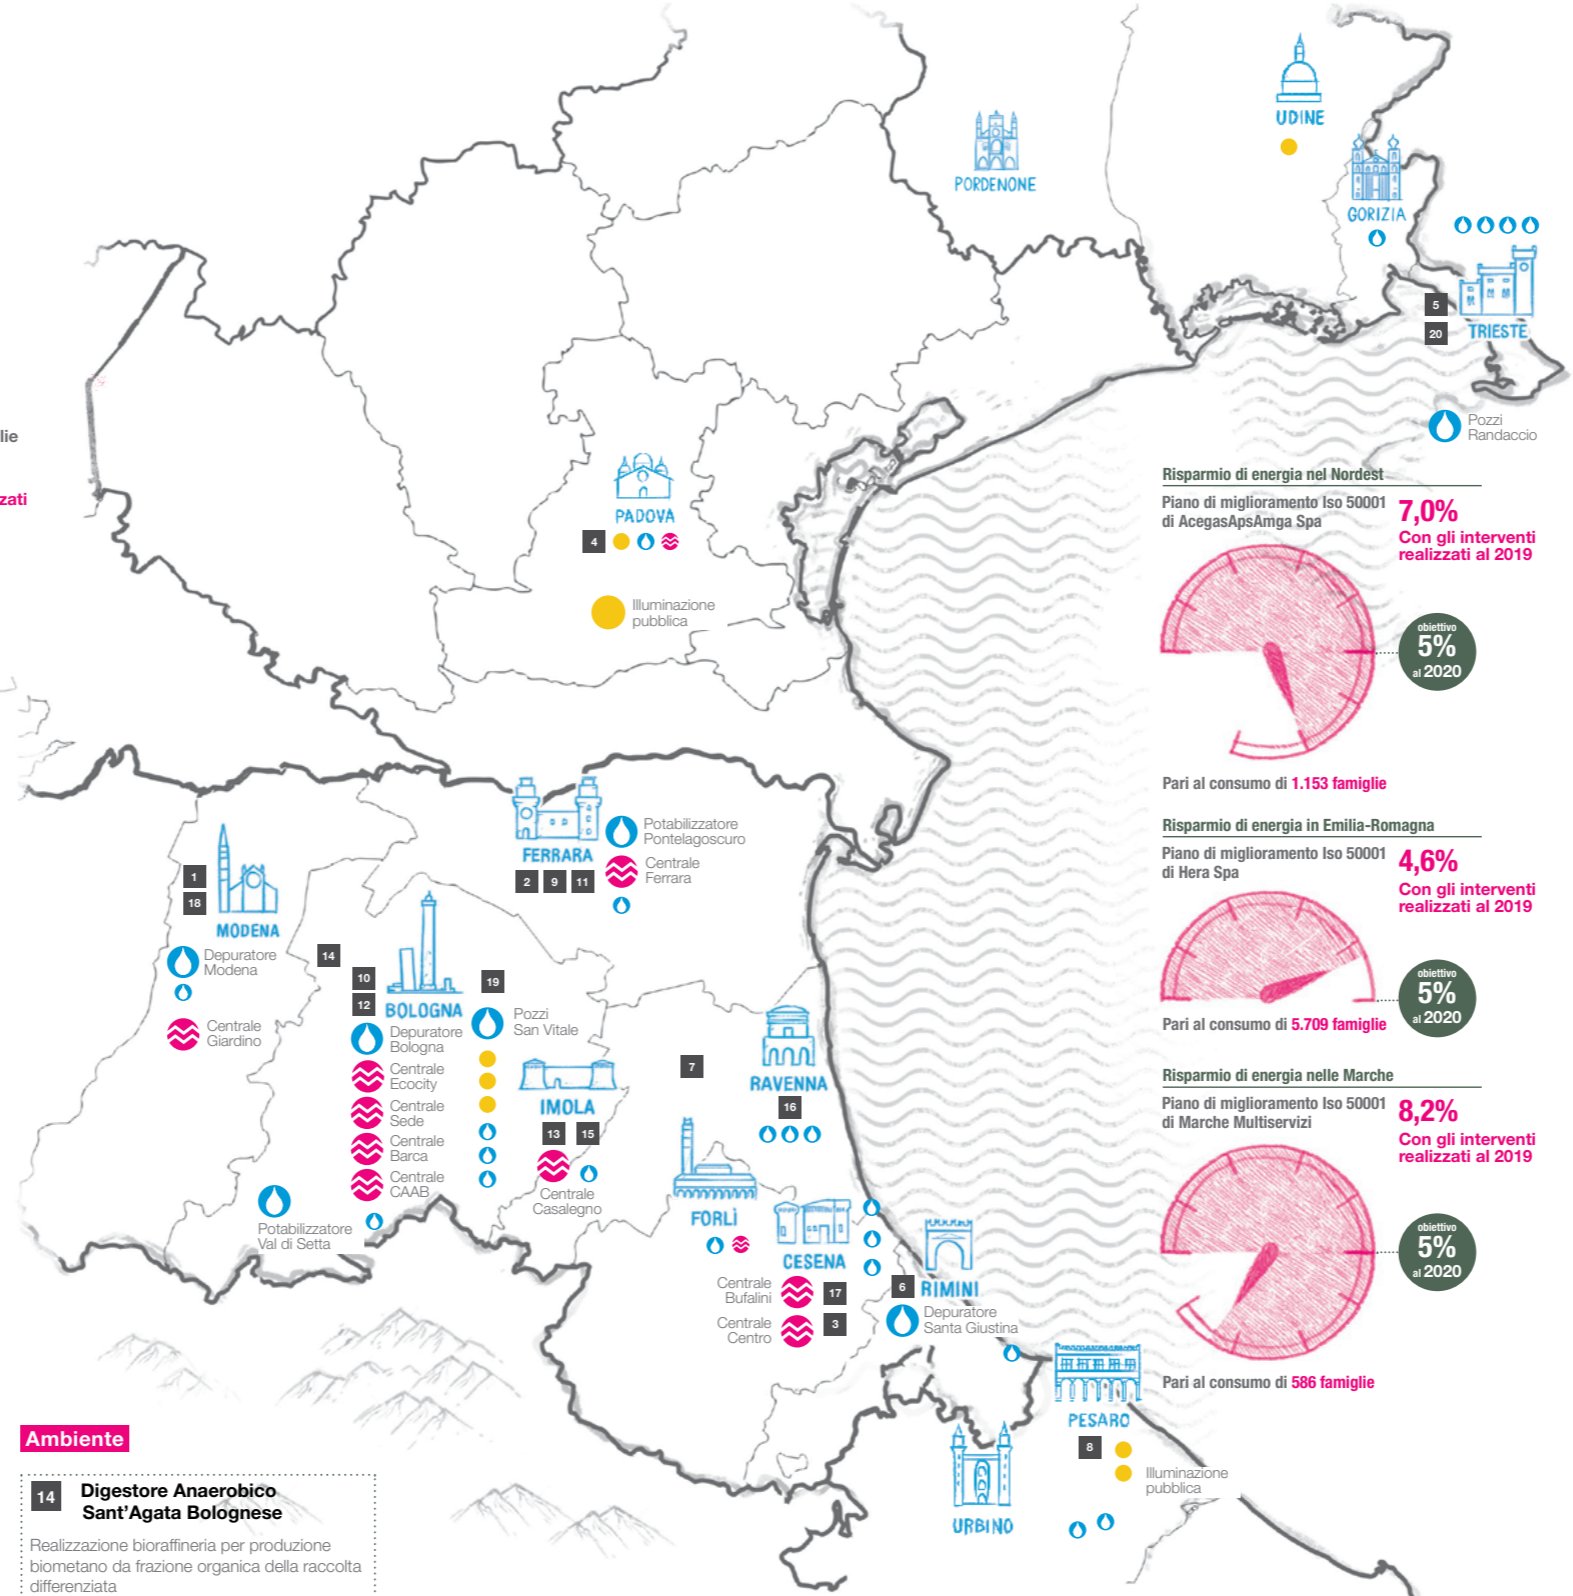 UDINE
PORDENONE
GORIZIA
5
20
TRIESTE
Pozzi
Randaccio
lie
zati
PADOVA
4
Illuminazione
pubblica
Risparmio di energia nel Nordest
Piano di miglioramento Iso 50001
di AcegasApsAmga Spa
7,0%
Con gli interventi
realizzati al 2019
obiettivo
5%
al 2020
Pari al consumo di 1.153 famiglie
Risparmio di energia in Emilia-Romagna
Piano di miglioramento Iso 50001
di Hera Spa
4,6%
Con gli interventi
realizzati al 2019
obiettivo
5%
al 2020
Pari al consumo di 5.709 famiglie
Risparmio di energia nelle Marche
Piano di miglioramento Iso 50001
di Marche Multiservizi
8,2%
Con gli interventi
realizzati al 2019
obiettivo
5%
al 2020
Pari al consumo di 586 famiglie
FERRARA
2 9 11
Potabilizzatore
Pontelagoscuro
Centrale
Ferrara
1
18
MODENA
Depuratore
Modena
Centrale
Giardino
14
10
12
BOLOGNA
19
Depuratore
Bologna
Centrale
Ecocity
Centrale
Sede
Centrale
Barca
Centrale
CAAB
Pozzi
San Vitale
Potabilizzatore
Val di Setta
IMOLA
13 15
Centrale
Casalegno
7
RAVENNA
16
FORLÌ
CESENA
Centrale
Bufalini
17
Centrale
Centro
3
6
RIMINI
Depuratore
Santa Giustina
PESARO
8
Illuminazione
pubblica
URBINO
Ambiente
14
Digestore Anaerobico
Sant'Agata Bolognese
Realizzazione bioraffineria per produzione
biometano da frazione organica della raccolta
differenziata